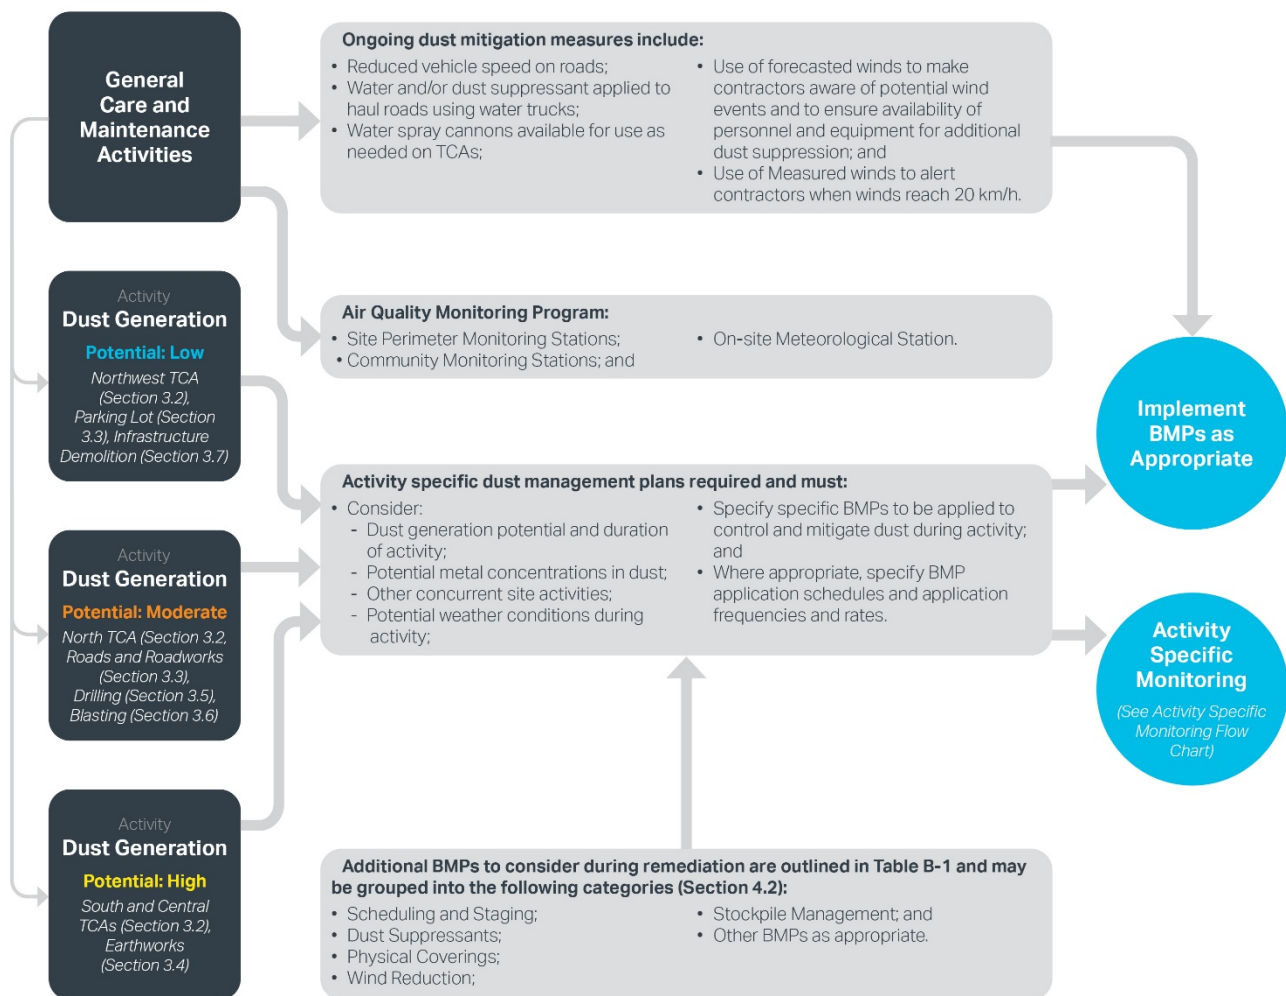 General
Care and
Maintenance
Activities
Ongoing dust mitigation measures include:
• Reduced vehicle speed on roads;
• Water and/or dust suppressant applied to
haul roads using water trucks;
• Water spray cannons available for use as
needed on TCAs;
• Use of forecasted winds to make
contractors aware of potential wind
events and to ensure availability of
personnel and equipment for additional
dust suppression; and
• Use of Measured winds to alert
contractors when winds reach 20 km/h.
Activity
Dust Generation
Potential: Low
Northwest TCA
(Section 3.2),
Parking Lot (Section
3.3), Infrastructure
Demolition (Section 3.7)
Air Quality Monitoring Program:
• Site Perimeter Monitoring Stations;
• Community Monitoring Stations; and
• On-site Meteorological Station.
Implement
BMPs as
Appropriate
Activity specific dust management plans required and must:
• Consider:
- Dust generation potential and duration
of activity;
- Potential metal concentrations in dust;
- Other concurrent site activities;
- Potential weather conditions during
activity;
• Specify specific BMPs to be applied to
control and mitigate dust during activity;
and
• Where appropriate, specify BMP
application schedules and application
frequencies and rates.
Activity
Dust Generation
Potential: Moderate
North TCA (Section 3.2,
Roads and Roadworks
(Section 3.3),
Drilling (Section 3.5),
Blasting (Section 3.6)
Activity
Specific
Monitoring
(See Activity Specific
Monitoring Flow
Chart)
Activity
Dust Generation
Potential: High
South and Central
TCAs (Section 3.2),
Earthworks
(Section 3.4)
Additional BMPs to consider during remediation are outlined in Table B-1 and may
be grouped into the following categories (Section 4.2):
• Scheduling and Staging;
• Dust Suppressants;
• Physical Coverings;
• Wind Reduction;
• Stockpile Management; and
• Other BMPs as appropriate.